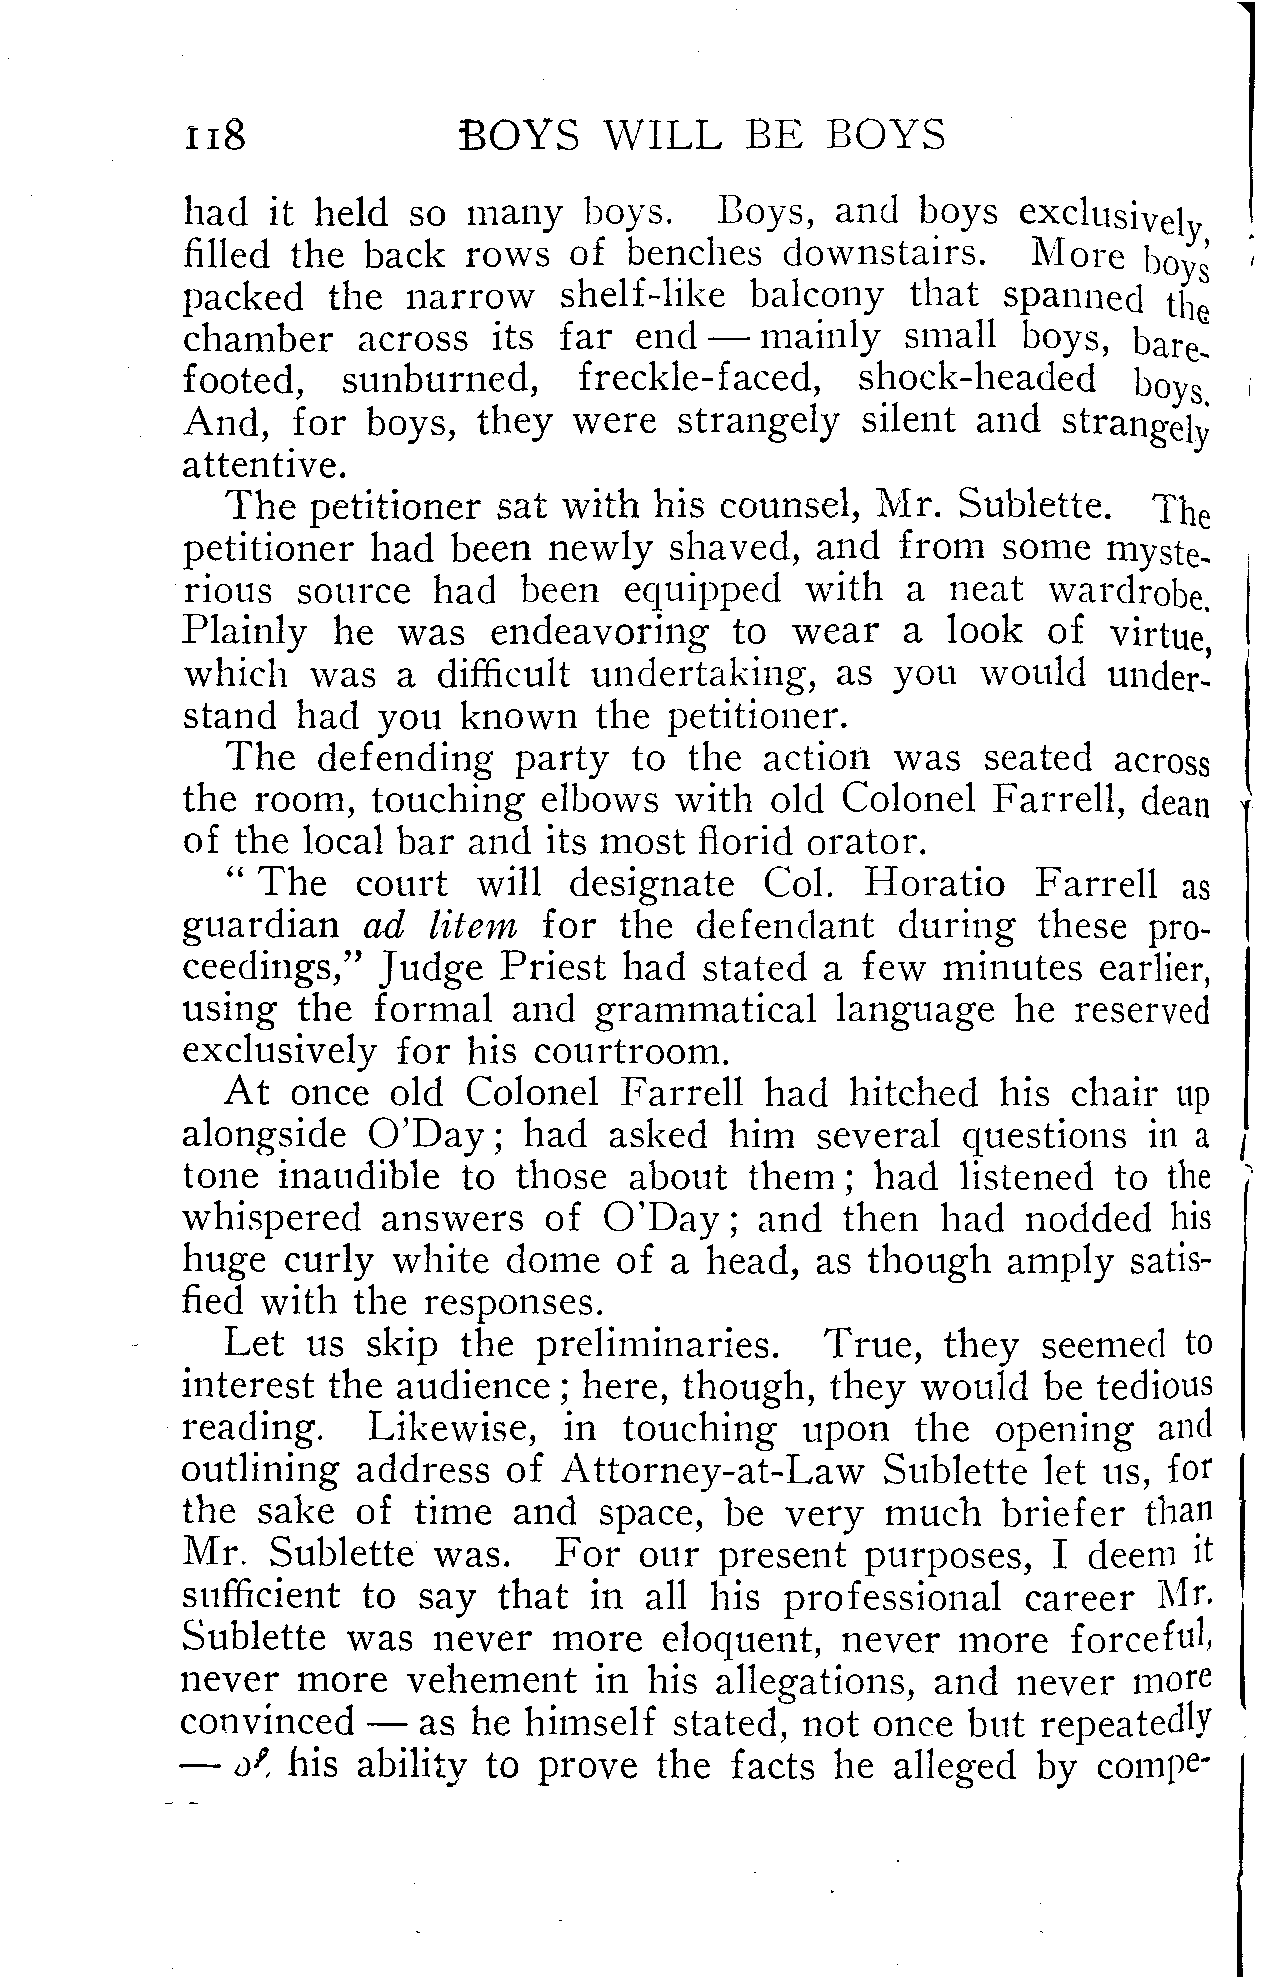 118 BOYS WILL BE BOYS
had it held so many boys. Boys, and boys exclusively,
filled the back rows of benches downstairs. More boys
packed the narrow shelf-like balcony that spanned the
chamber across its far end — mainly small boys, bare-
footed, sunburned, freckle-faced, shock-headed boys.
And, for boys, they were strangely silent and strangely
attentive.
The petitioner sat with his counsel, Mr. Sublette. The
petitioner had been newly shaved, and from some myste-
rious source had been equipped with a neat wardrobe.
Plainly he was endeavoring to wear a look of virtue,
which was a difficult undertaking, as you would under-
stand had you known the petitioner.
The defending party to the action was seated across
the room, touching elbows with old Colonel Farrell, dean
of the local bar and its most florid orator.
“ The court will designate Col. Horatio Farrell as
guardian ad litem for the defendant during these pro-
ceedings,” Judge Priest had stated a few minutes earlier,
using the formal and grammatical language he reserved
exclusively for his courtroom.
At once old Colonel Farrell had hitched his chair up
alongside O'Day; had asked him several questions in a
tone inaudible to those about them; had listened to the
whispered answers of O'Day; and then had nodded his
huge curly white dome of a head, as though amply satis-
fied with the responses.
Let us skip the preliminaries. True, they seemed to
interest the audience; here, though, they would be tedious
reading. Likewise, in touching upon the opening and
outlining address of Attorney-at-Law Sublette let us, for
the sake of time and space, be very much briefer than
Mr. Sublette was. For our present purposes, I deem it
sufficient to say that in all his professional career Mr.
Sublette was never more eloquent, never more forceful,
never more vehement in his allegations, and never more
convinced — as he himself stated, not once but repeatedly
— of his ability to prove the facts he alleged by compe-